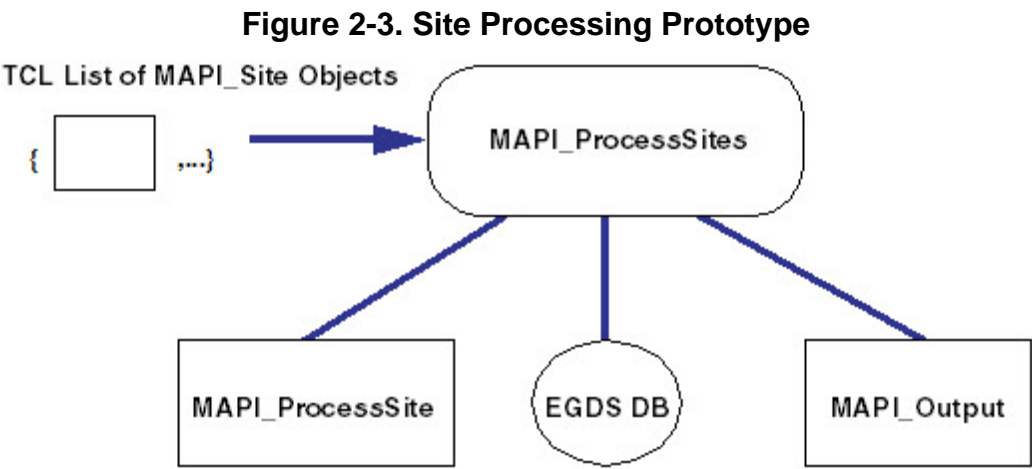 Figure 2-3. Site Processing Prototype
TCL List of MAPI_Site Objects
{ ,...}
MAPI_ProcessSites
MAPI_ProcessSite
EGDS DB
MAPI_Output